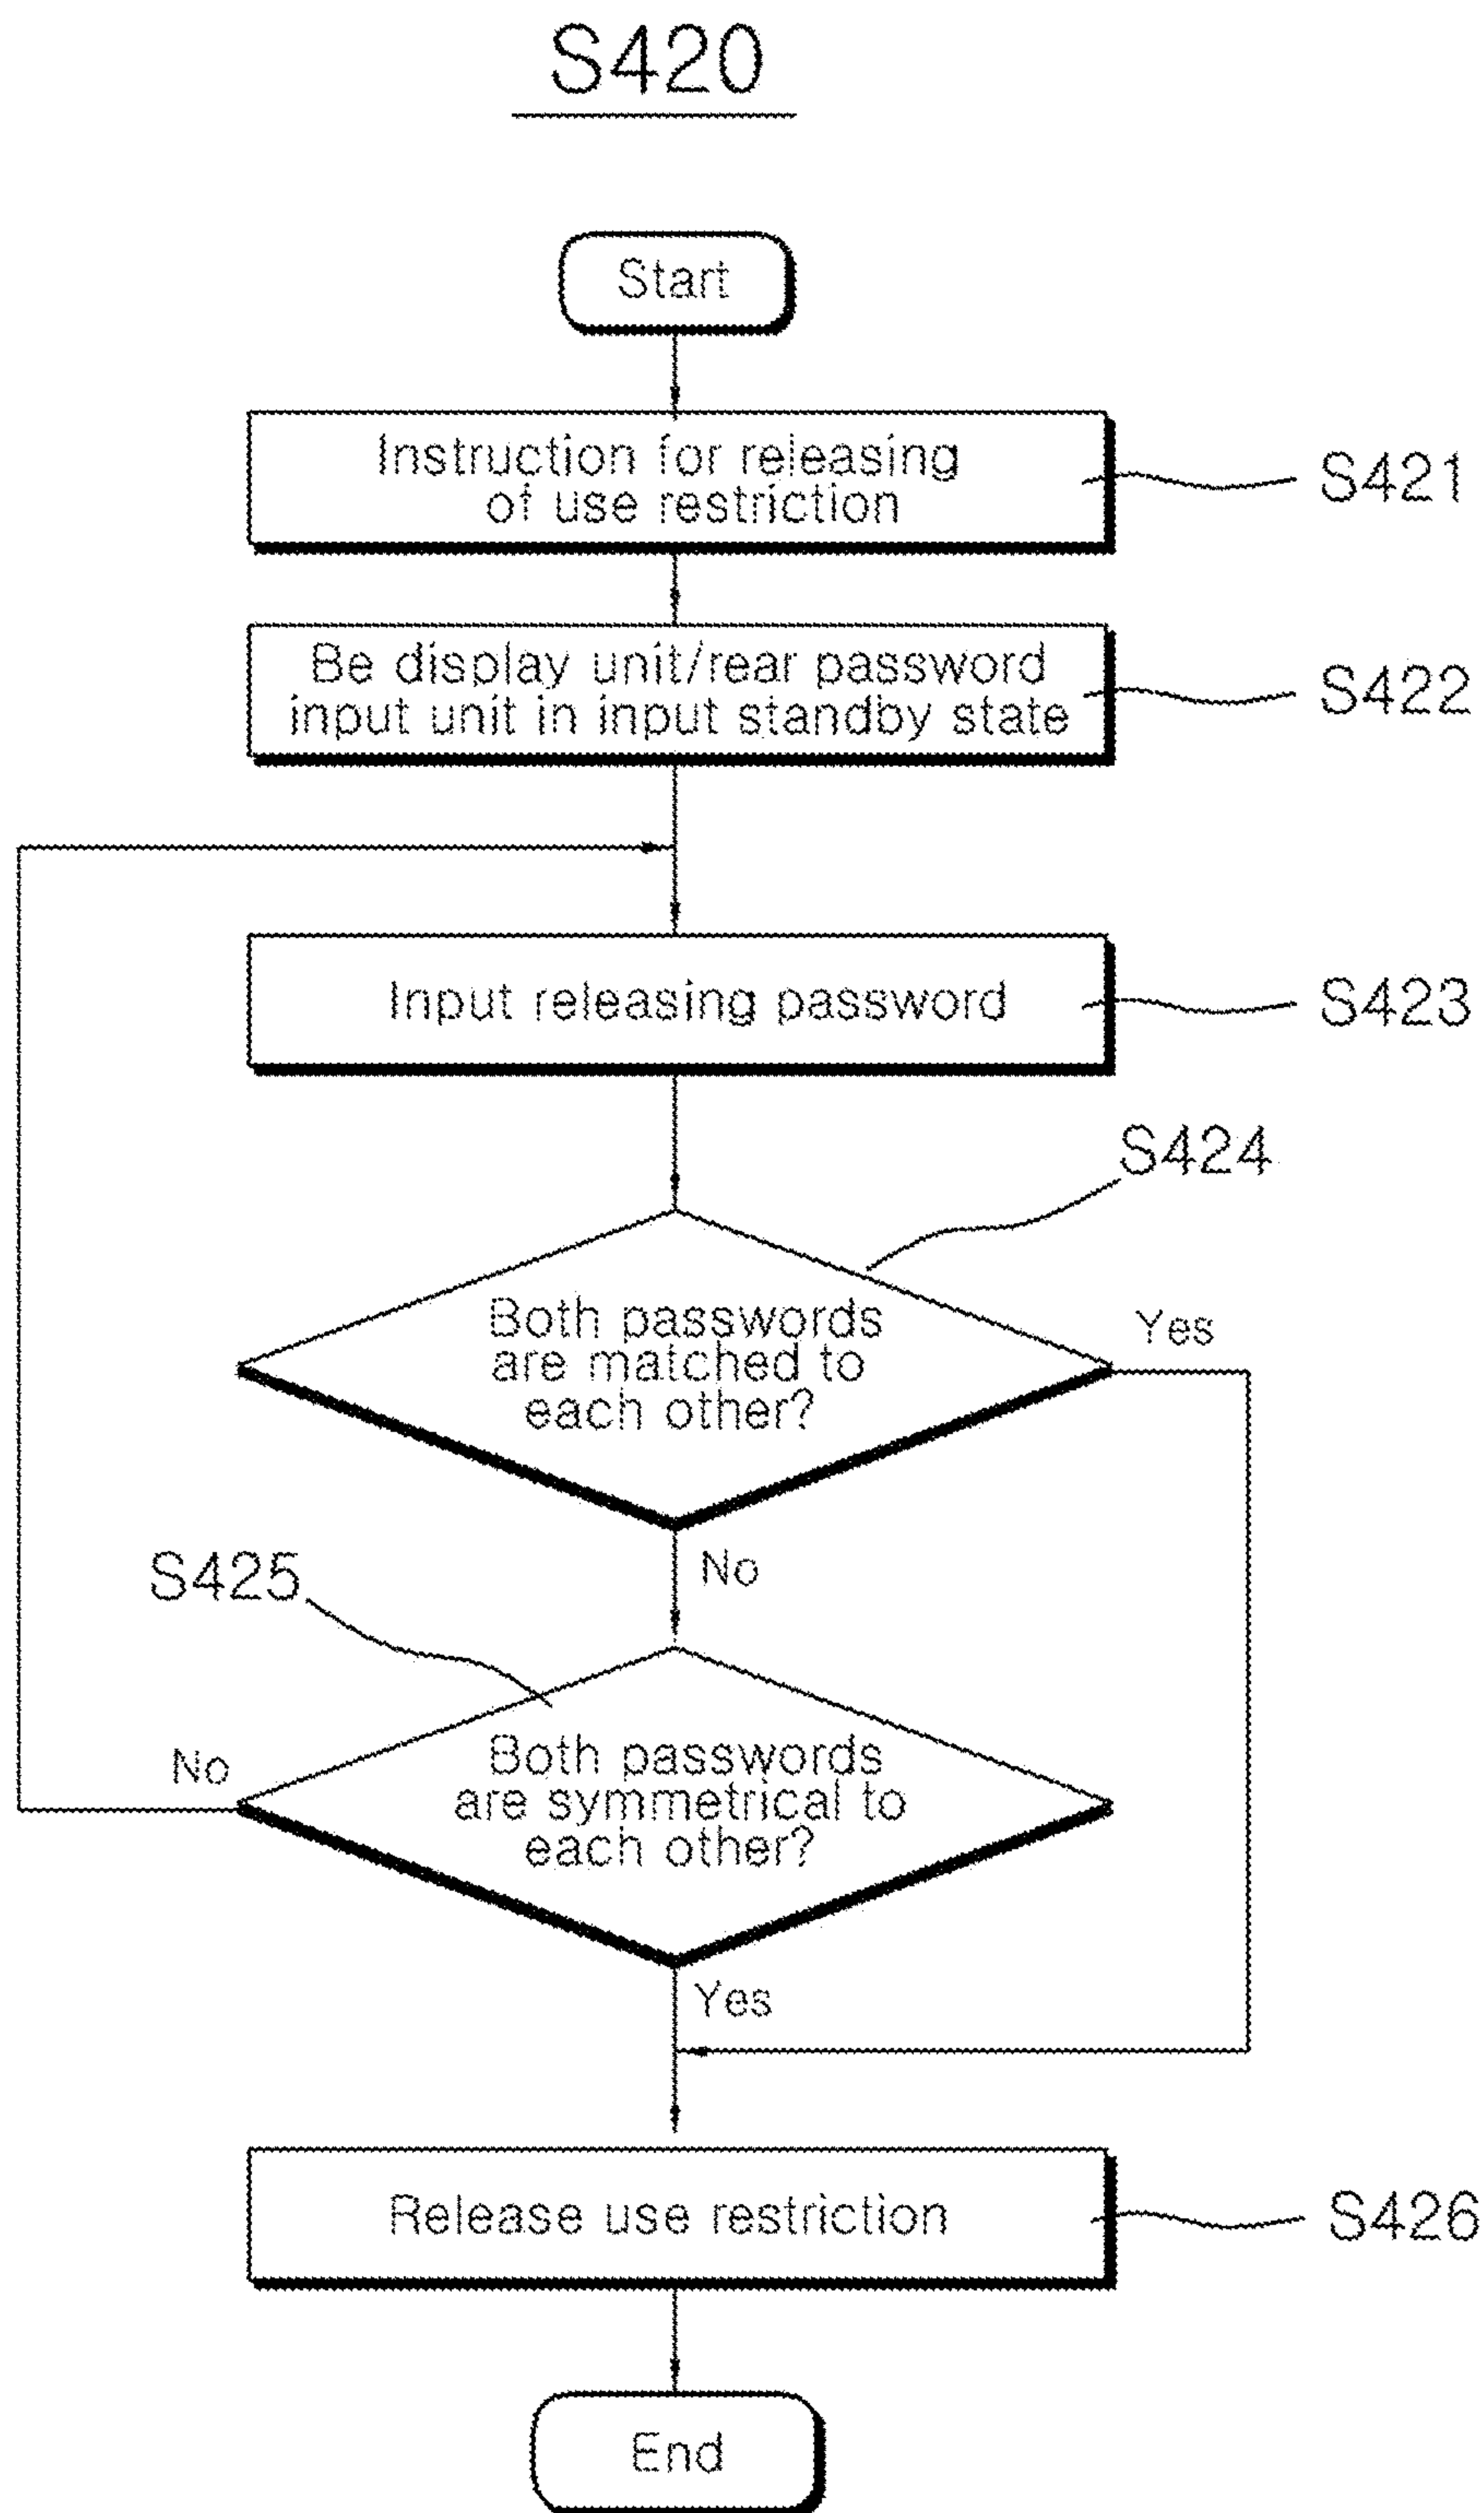 S420
Start
Instruction for releasing
of use restriction
S421
Be display unit/rear password
input unit in input standby state
S422
Input releasing password
S423
S424
Both passwords
are matched to
each other?
Yes
No
S425
Both passwords
are symmetrical to
each other?
No
Yes
Release use restriction
S426
End